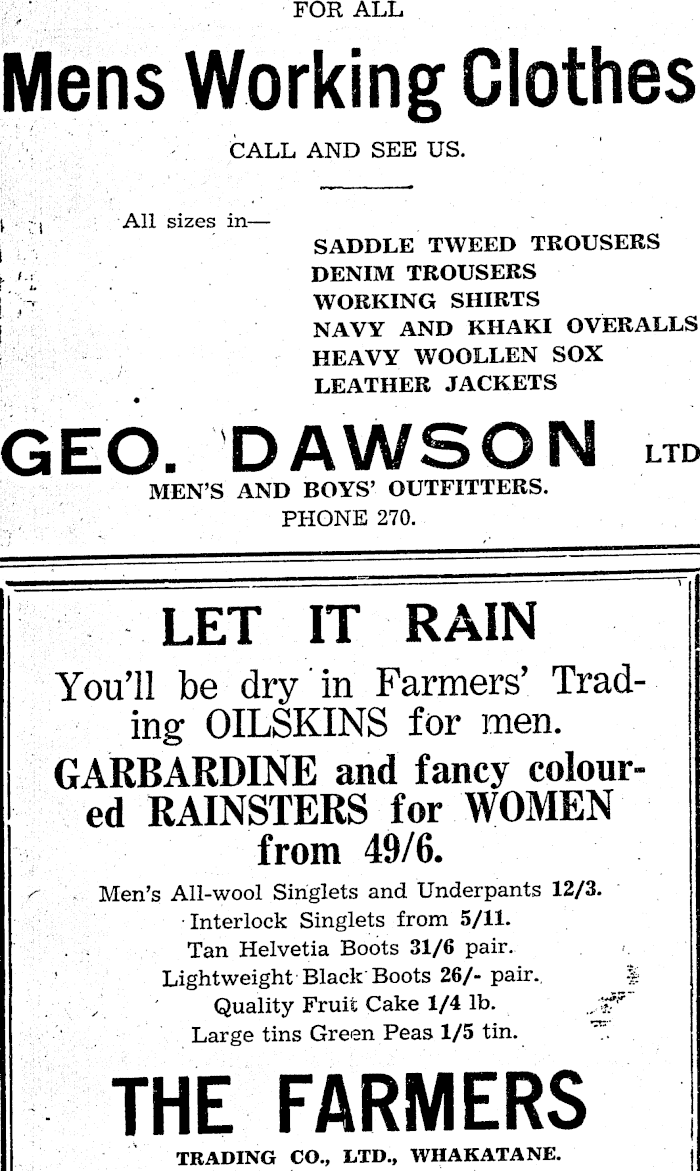 FOR ALL
Mens Working Clothes
CALL AND SEE US.
All sizes in—
SADDLE TWEED TROUSERS
DENIM TROUSERS
WORKING SHIRTS
NAVY AND KHAKI OVERALLS
HEAVY WOOLLEN SOX
LEATHER JACKETS
GEO. DAWSON LTD
MEN'S AND BOYS' OUTFITTERS.
PHONE 270.
LET IT RAIN
You'll be dry in Farmers' Trad-
ing OILSKINS for men.
GARBARDINE and fancy colour-
ed RAINSTERS for WOMEN
from 49/6.
Men's All-wool Singlets and Underpants 12/3.
Interlock Singlets from 5/11.
Tan Helvetia Boots 31/6 pair.
Lightweight Black Boots 26/- pair.
Quality Fruit Cake 1/4 lb.
Large tins Green Peas 1/5 tin.
THE FARMERS
TRADING CO., LTD., WHAKATANE.